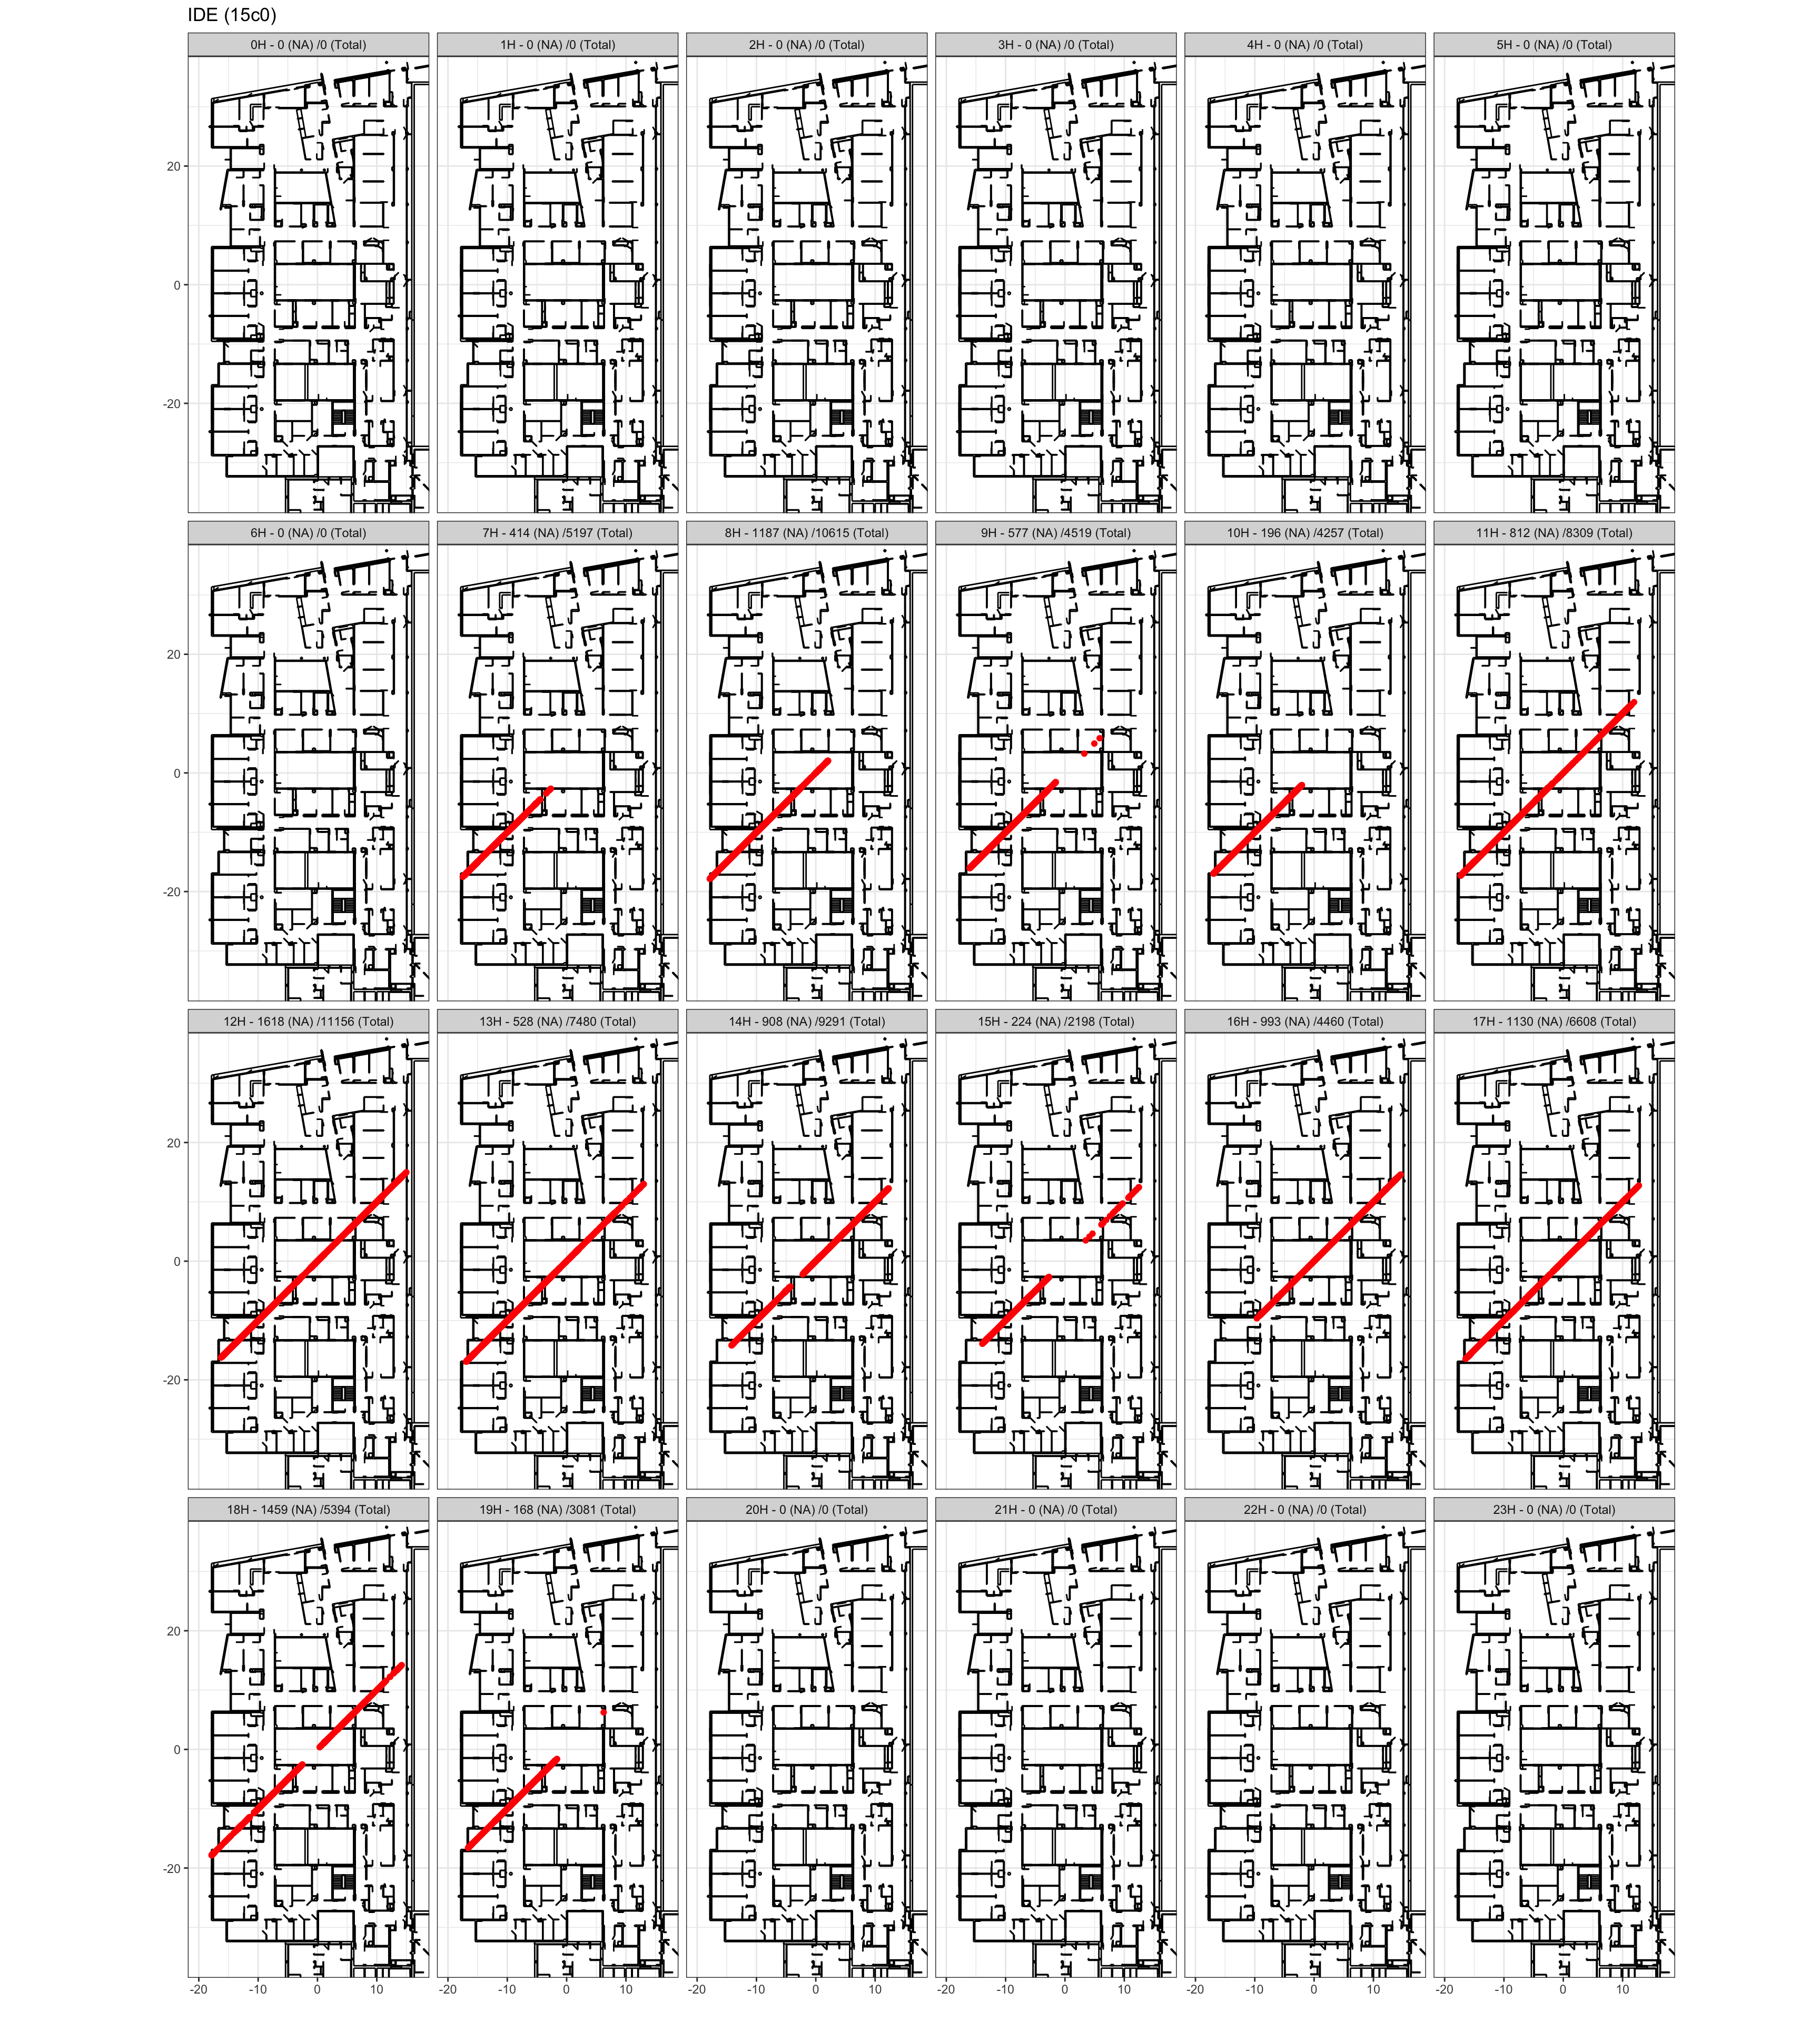 IDE (15c0)
0H - 0 (NA) /0 (Total)
1H - 0 (NA) /0 (Total)
2H - 0 (NA) /0 (Total)
3H - 0 (NA) /0 (Total)
4H - 0 (NA) /0 (Total)
5H - 0 (NA) /0 (Total)
20
0
-20
6H - 0 (NA) /0 (Total)
7H - 414 (NA) /5197 (Total)
8H - 1187 (NA) /10615 (Total)
9H - 577 (NA) /4519 (Total)
10H - 196 (NA) /4257 (Total)
11H - 812 (NA) /8309 (Total)
20
0
-20
12H - 1618 (NA) /11156 (Total)
13H - 528 (NA) /7480 (Total)
14H - 908 (NA) /9291 (Total)
15H - 224 (NA) /2198 (Total)
16H - 993 (NA) /4460 (Total)
17H - 1130 (NA) /6608 (Total)
20
0
-20
18H - 1459 (NA) /5394 (Total)
19H - 168 (NA) /3081 (Total)
20H - 0 (NA) /0 (Total)
21H - 0 (NA) /0 (Total)
22H - 0 (NA) /0 (Total)
23H - 0 (NA) /0 (Total)
20
0
-20
-20 -10 0 10
-20 -10 0 10
-20 -10 0 10
-20 -10 0 10
-20 -10 0 10
-20 -10 0 10